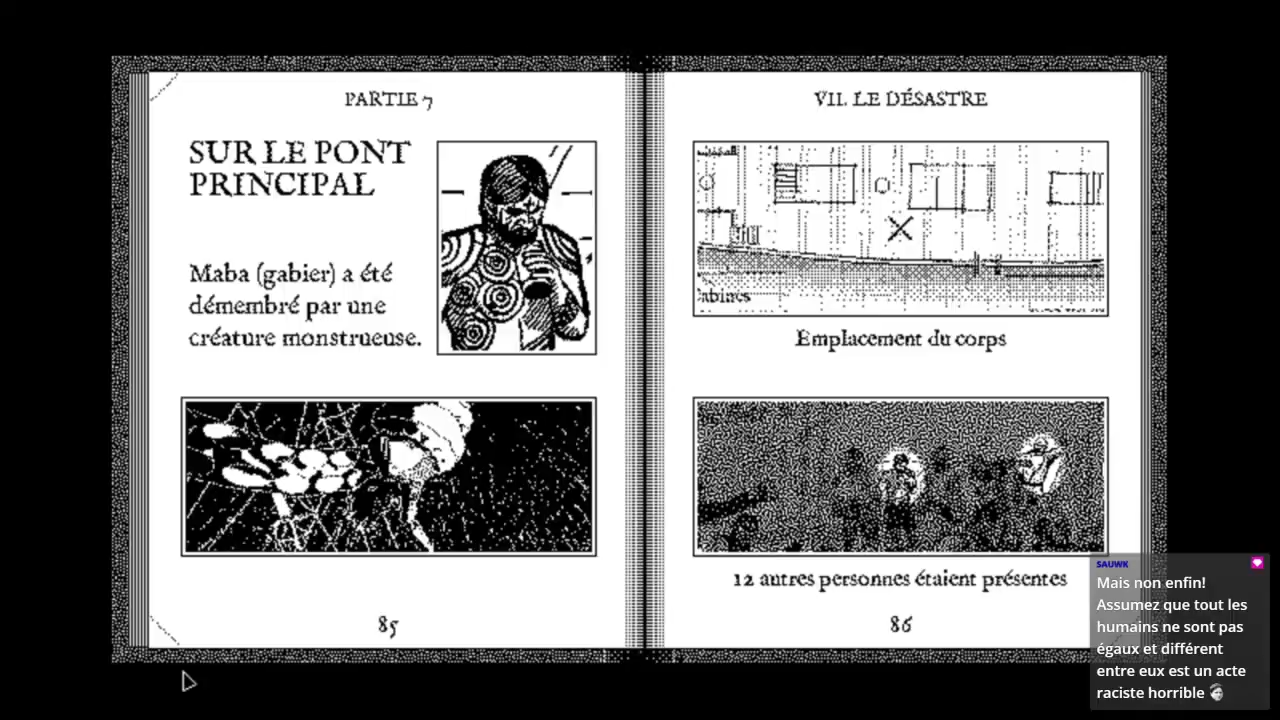 PARTIE 7
SUR LE PONT
PRINCIPAL
Maba (gabier) a été
démembré par une
créature monstrueuse.
85
VII. LE DÉSASTRE
Emplacement du corps
12 autres personnes étaient présentes
86
SAUWK
Mais non enfin!
Assumez que tout les
humains ne sont pas
égaux et différent
entre eux est un acte
raciste horrible